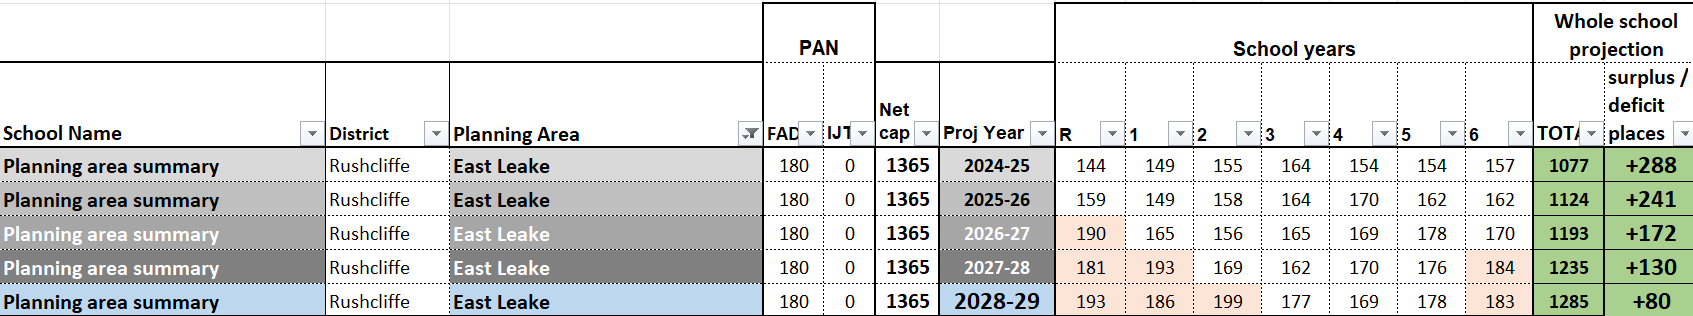 PAN School years Whole school projection
School Name District Planning Area FAD IJT Net cap Proj Year R 1 2 3 4 5 6 TOTA surplus / deficit places
Planning area summary Rushcliffe East Leake 180 0 1365 2024-25 144 149 155 164 154 154 157 1077 +288
Planning area summary Rushcliffe East Leake 180 0 1365 2025-26 159 149 158 164 170 162 162 1124 +241
Planning area summary Rushcliffe East Leake 180 0 1365 2026-27 190 165 156 165 169 178 170 1193 +172
Planning area summary Rushcliffe East Leake 180 0 1365 2027-28 181 193 169 162 170 176 184 1235 +130
Planning area summary Rushcliffe East Leake 180 0 1365 2028-29 193 186 199 177 169 178 183 1285 +80